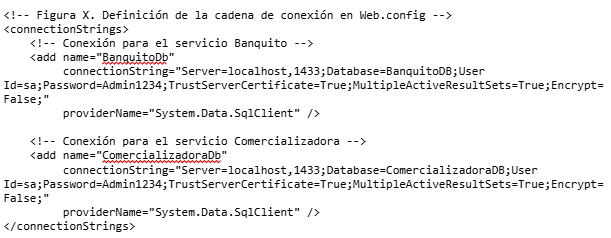 <!-- Figura X. Definición de la cadena de conexión en Web.config -->
<connectionStrings>
    <!-- Conexión para el servicio Banquito -->
    <add name="BanquitoDb"
         connectionString="Server=localhost,1433;Database=BanquitoDB;User
Id=sa;Password=Admin1234;TrustServerCertificate=True;MultipleActiveResultSets=True;Encrypt=
False;"
         providerName="System.Data.SqlClient" />

    <!-- Conexión para el servicio Comercializadora -->
    <add name="ComercializadoraDb"
         connectionString="Server=localhost,1433;Database=ComercializadoraDB;User
Id=sa;Password=Admin1234;TrustServerCertificate=True;MultipleActiveResultSets=True;Encrypt=
False;"
         providerName="System.Data.SqlClient" />
</connectionStrings>